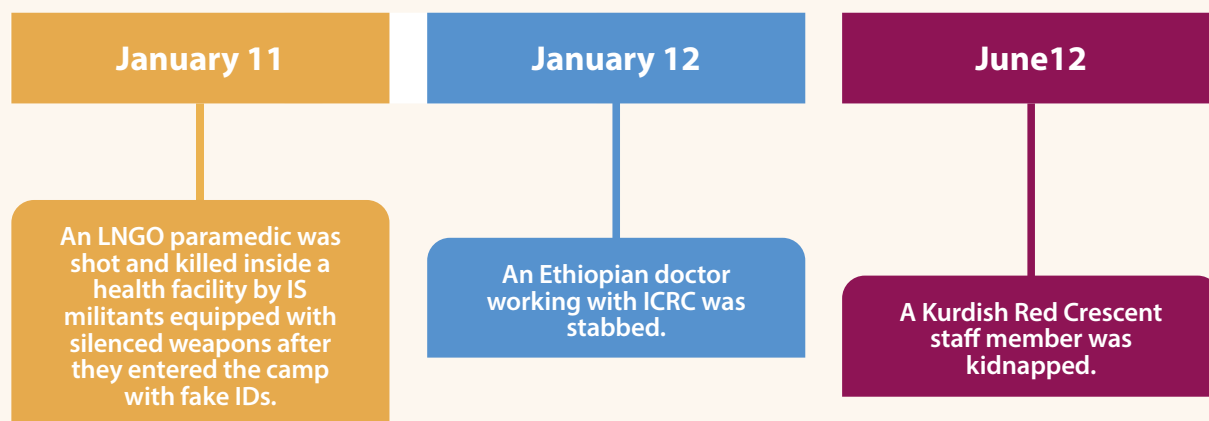 January 11
An LNGO paramedic was
shot and killed inside a
health facility by IS
militants equipped with
silenced weapons after
they entered the camp
with fake IDs.
January 12
An Ethiopian doctor
working with ICRC was
stabbed.
June12
A Kurdish Red Crescent
staff member was
kidnapped.